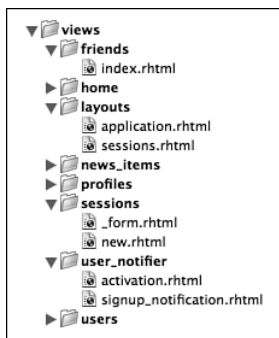 views
friends
index.rhtml
home
layouts
application.rhtml
sessions.rhtml
news_items
profiles
sessions
_form.rhtml
new.rhtml
user_notifier
activation.rhtml
signup_notification.rhtml
users